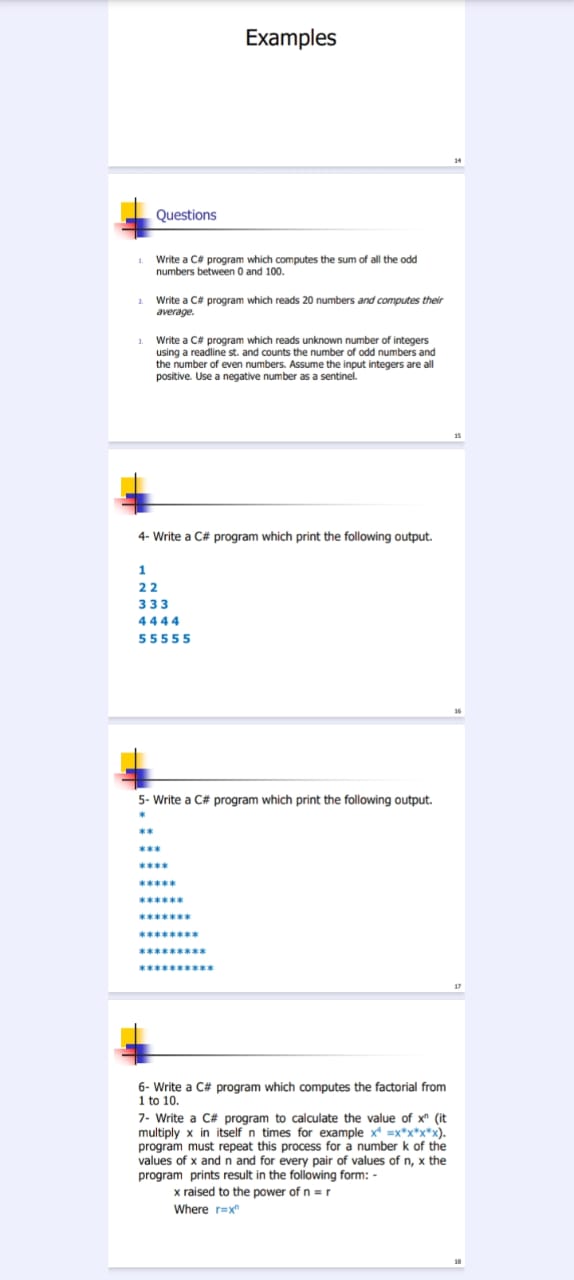 Examples
14
Questions
1. Write a C# program which computes the sum of all the odd
numbers between 0 and 100.
2. Write a C# program which reads 20 numbers and computes their
average.
3. Write a C# program which reads unknown number of integers
using a readline st. and counts the number of odd numbers and
the number of even numbers. Assume the input integers are all
positive. Use a negative number as a sentinel.
15
4- Write a C# program which print the following output.
1
2 2
3 3 3
4 4 4 4
5 5 5 5 5
16
5- Write a C# program which print the following output.
*
**
***
****
*****
******
*******
********
*********
**********
17
6- Write a C# program which computes the factorial from
1 to 10.
7- Write a C# program to calculate the value of xⁿ (it
multiply x in itself n times for example x⁴ =x*x*x*x).
program must repeat this process for a number k of the
values of x and n and for every pair of values of n, x the
program prints result in the following form: -
x raised to the power of n = r
Where r=xⁿ
18